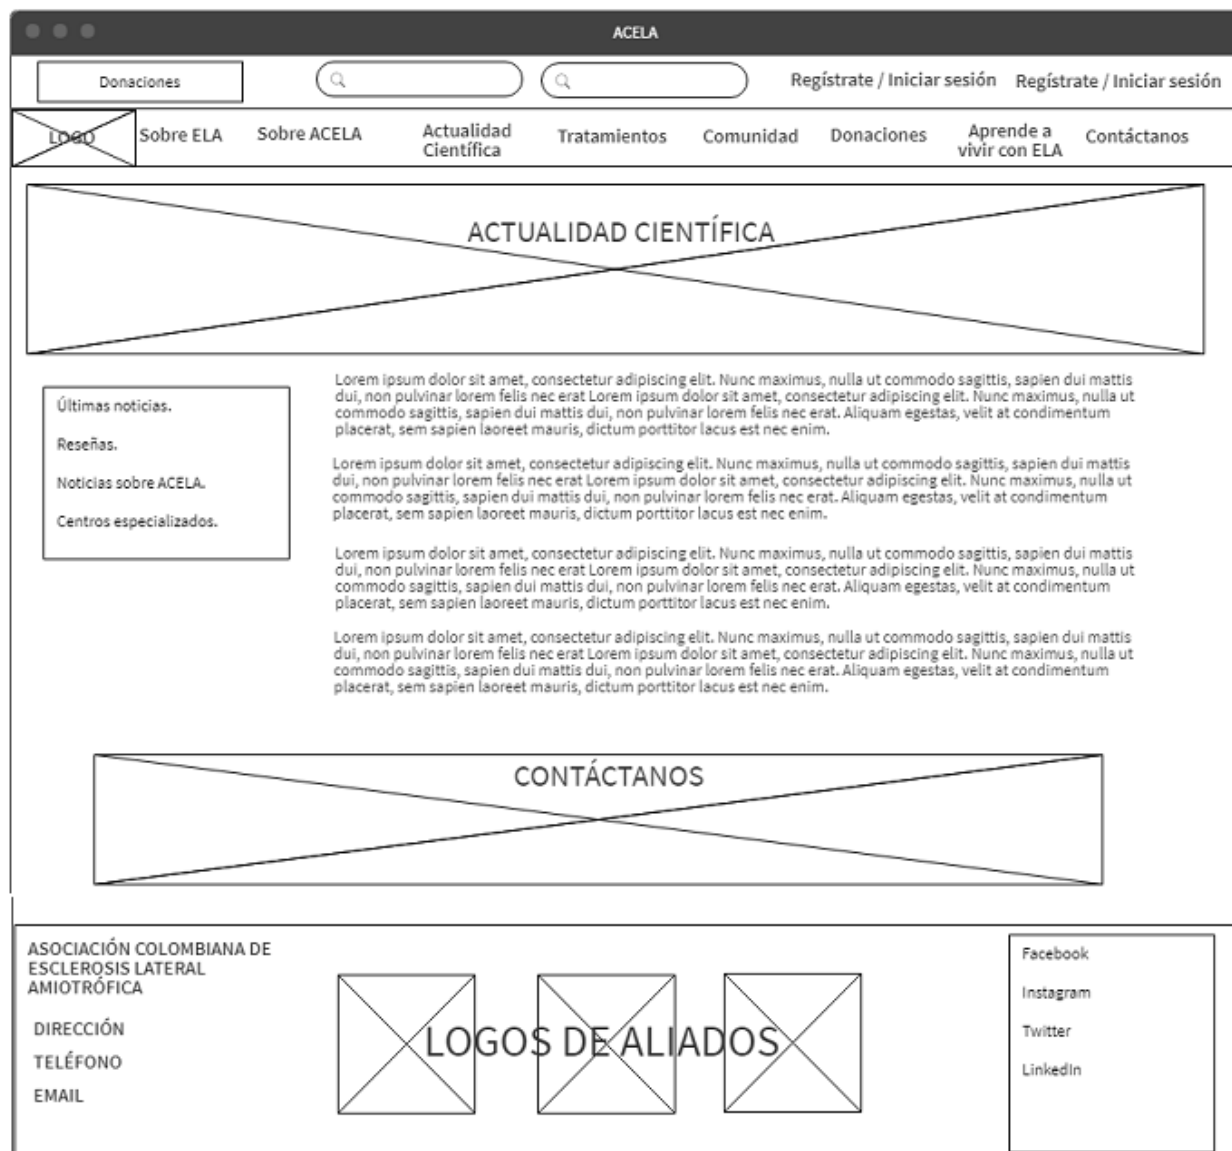 ACELA
Donaciones
Regístrate / Iniciar sesión
Regístrate / Iniciar sesión
LOGO
Sobre ELA
Sobre ACELA
Actualidad
Científica
Tratamientos
Comunidad
Donaciones
Aprende a
vivir con ELA
Contáctanos
ACTUALIDAD CIENTÍFICA
Últimas noticias.
Reseñas.
Noticias sobre ACELA.
Centros especializados.
Lorem ipsum dolor sit amet, consectetur adipiscing elit. Nunc maximus, nulla ut commodo sagittis, sapien dui mattis
dui, non pulvinar lorem felis nec erat Lorem ipsum dolor sit amet, consectetur adipiscing elit. Nunc maximus, nulla ut
commodo sagittis, sapien dui mattis dui, non pulvinar lorem felis nec erat. Aliquam egestas, velit at condimentum
placerat, sem sapien laoreet mauris, dictum porttitor lacus est nec enim.
Lorem ipsum dolor sit amet, consectetur adipiscing elit. Nunc maximus, nulla ut commodo sagittis, sapien dui mattis
dui, non pulvinar lorem felis nec erat Lorem ipsum dolor sit amet, consectetur adipiscing elit. Nunc maximus, nulla ut
commodo sagittis, sapien dui mattis dui, non pulvinar lorem felis nec erat. Aliquam egestas, velit at condimentum
placerat, sem sapien laoreet mauris, dictum porttitor lacus est nec enim.
Lorem ipsum dolor sit amet, consectetur adipiscing elit. Nunc maximus, nulla ut commodo sagittis, sapien dui mattis
dui, non pulvinar lorem felis nec erat Lorem ipsum dolor sit amet, consectetur adipiscing elit. Nunc maximus, nulla ut
commodo sagittis, sapien dui mattis dui, non pulvinar lorem felis nec erat. Aliquam egestas, velit at condimentum
placerat, sem sapien laoreet mauris, dictum porttitor lacus est nec enim.
Lorem ipsum dolor sit amet, consectetur adipiscing elit. Nunc maximus, nulla ut commodo sagittis, sapien dui mattis
dui, non pulvinar lorem felis nec erat Lorem ipsum dolor sit amet, consectetur adipiscing elit. Nunc maximus, nulla ut
commodo sagittis, sapien dui mattis dui, non pulvinar lorem felis nec erat. Aliquam egestas, velit at condimentum
placerat, sem sapien laoreet mauris, dictum porttitor lacus est nec enim.
CONTÁCTANOS
ASOCIACIÓN COLOMBIANA DE
ESCLEROSIS LATERAL
AMIOTRÓFICA
DIRECCIÓN
TELÉFONO
EMAIL
LOGOS DE ALIADOS
Facebook
Instagram
Twitter
LinkedIn